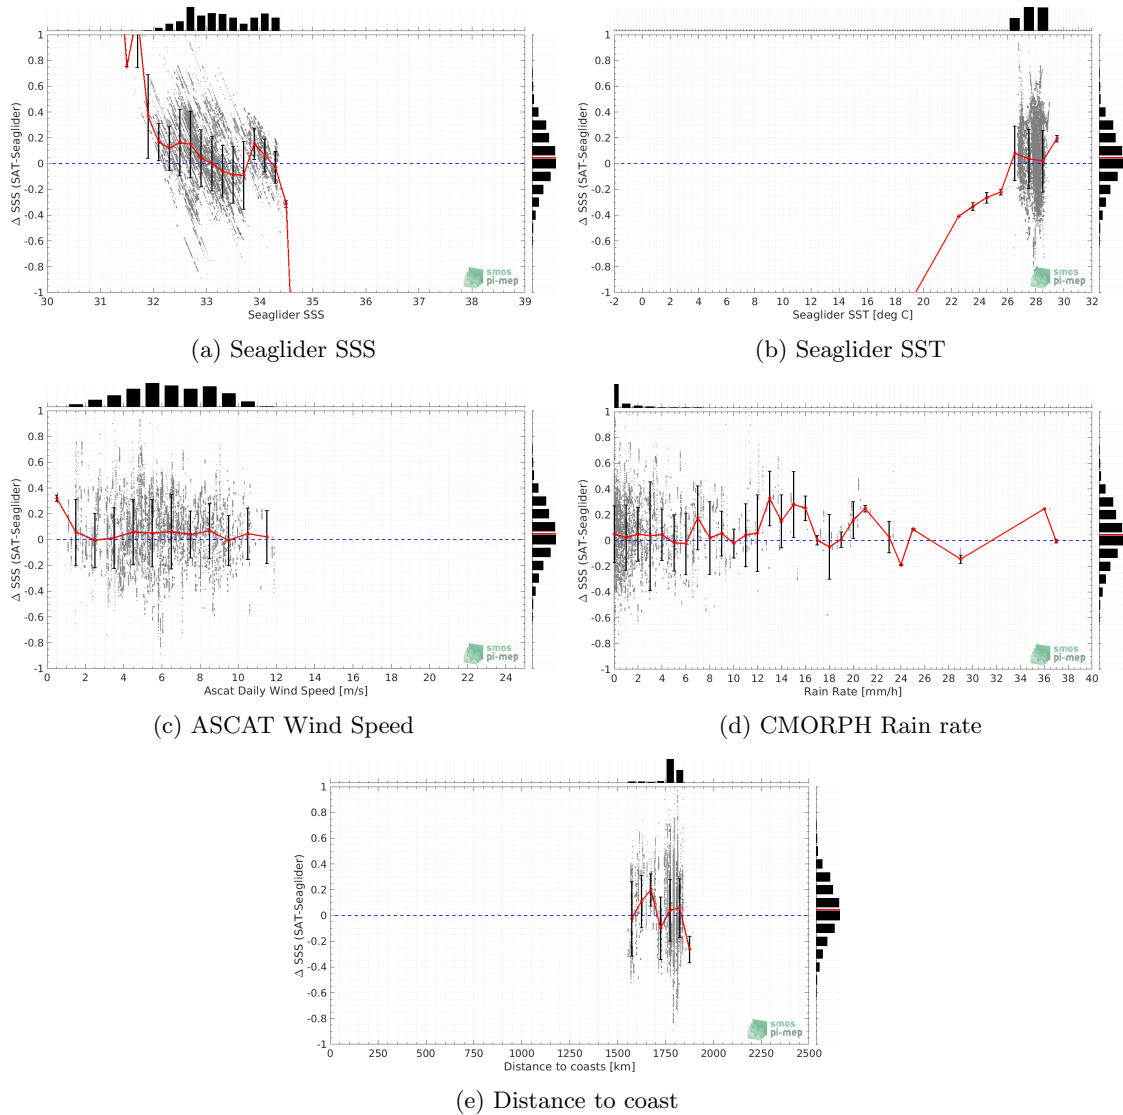 1
0.8
0.6
0.4
0.2
0
-0.2
-0.4
-0.6
-0.8
-1
Δ SSS (SAT-Seaglider)
30 31 32 33 34 35 36 37 38 39
Seaglider SSS
smos
pi-mep
(a) Seaglider SSS
1
0.8
0.6
0.4
0.2
0
-0.2
-0.4
-0.6
-0.8
-1
Δ SSS (SAT-Seaglider)
-2 0 2 4 6 8 10 12 14 16 18 20 22 24 26 28 30 32
Seaglider SST [deg C]
smos
pi-mep
(b) Seaglider SST
1
0.8
0.6
0.4
0.2
0
-0.2
-0.4
-0.6
-0.8
-1
Δ SSS (SAT-Seaglider)
0 2 4 6 8 10 12 14 16 18 20 22 24
Ascat Daily Wind Speed [m/s]
smos
pi-mep
(c) ASCAT Wind Speed
1
0.8
0.6
0.4
0.2
0
-0.2
-0.4
-0.6
-0.8
-1
Δ SSS (SAT-Seaglider)
0 2 4 6 8 10 12 14 16 18 20 22 24 26 28 30 32 34 36 38 40
Rain Rate [mm/h]
smos
pi-mep
(d) CMORPH Rain rate
1
0.8
0.6
0.4
0.2
0
-0.2
-0.4
-0.6
-0.8
-1
Δ SSS (SAT-Seaglider)
0 250 500 750 1000 1250 1500 1750 2000 2250 2500
Distance to coasts [km]
smos
pi-mep
(e) Distance to coast